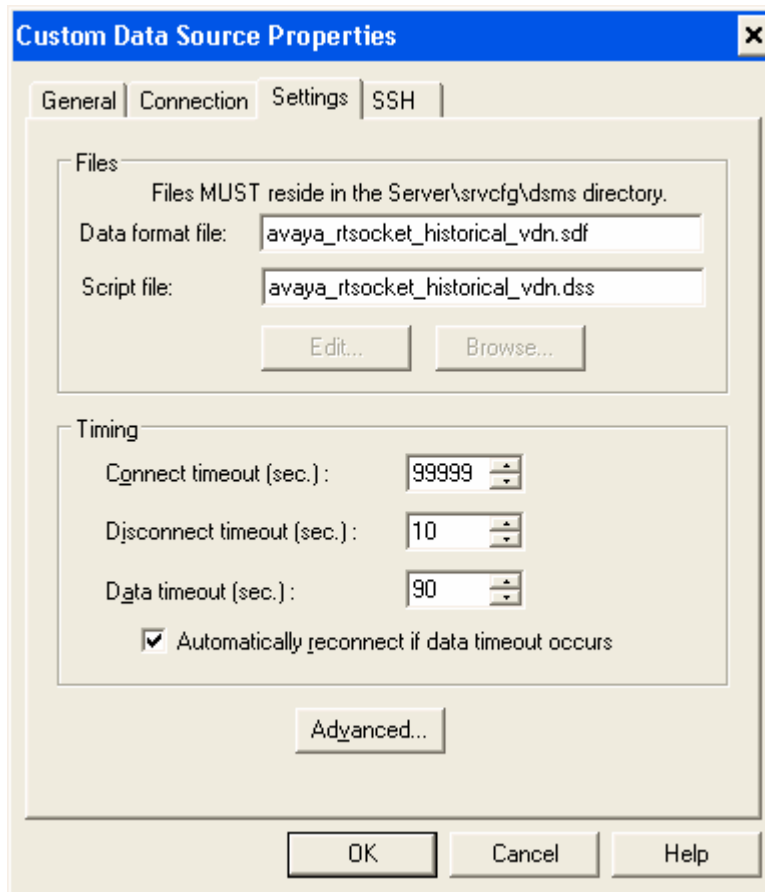 Custom Data Source Properties
General Connection Settings SSH
Files
Files MUST reside in the Server\srvcfg\dsms directory.
Data format file: avaya_rtsocket_historical_vdn.sdf
Script file: avaya_rtsocket_historical_vdn.dss
Edit... Browse...
Timing
Connect timeout (sec.) : 99999
Disconnect timeout (sec.) : 10
Data timeout (sec.) : 90
Automatically reconnect if data timeout occurs
Advanced...
OK Cancel Help